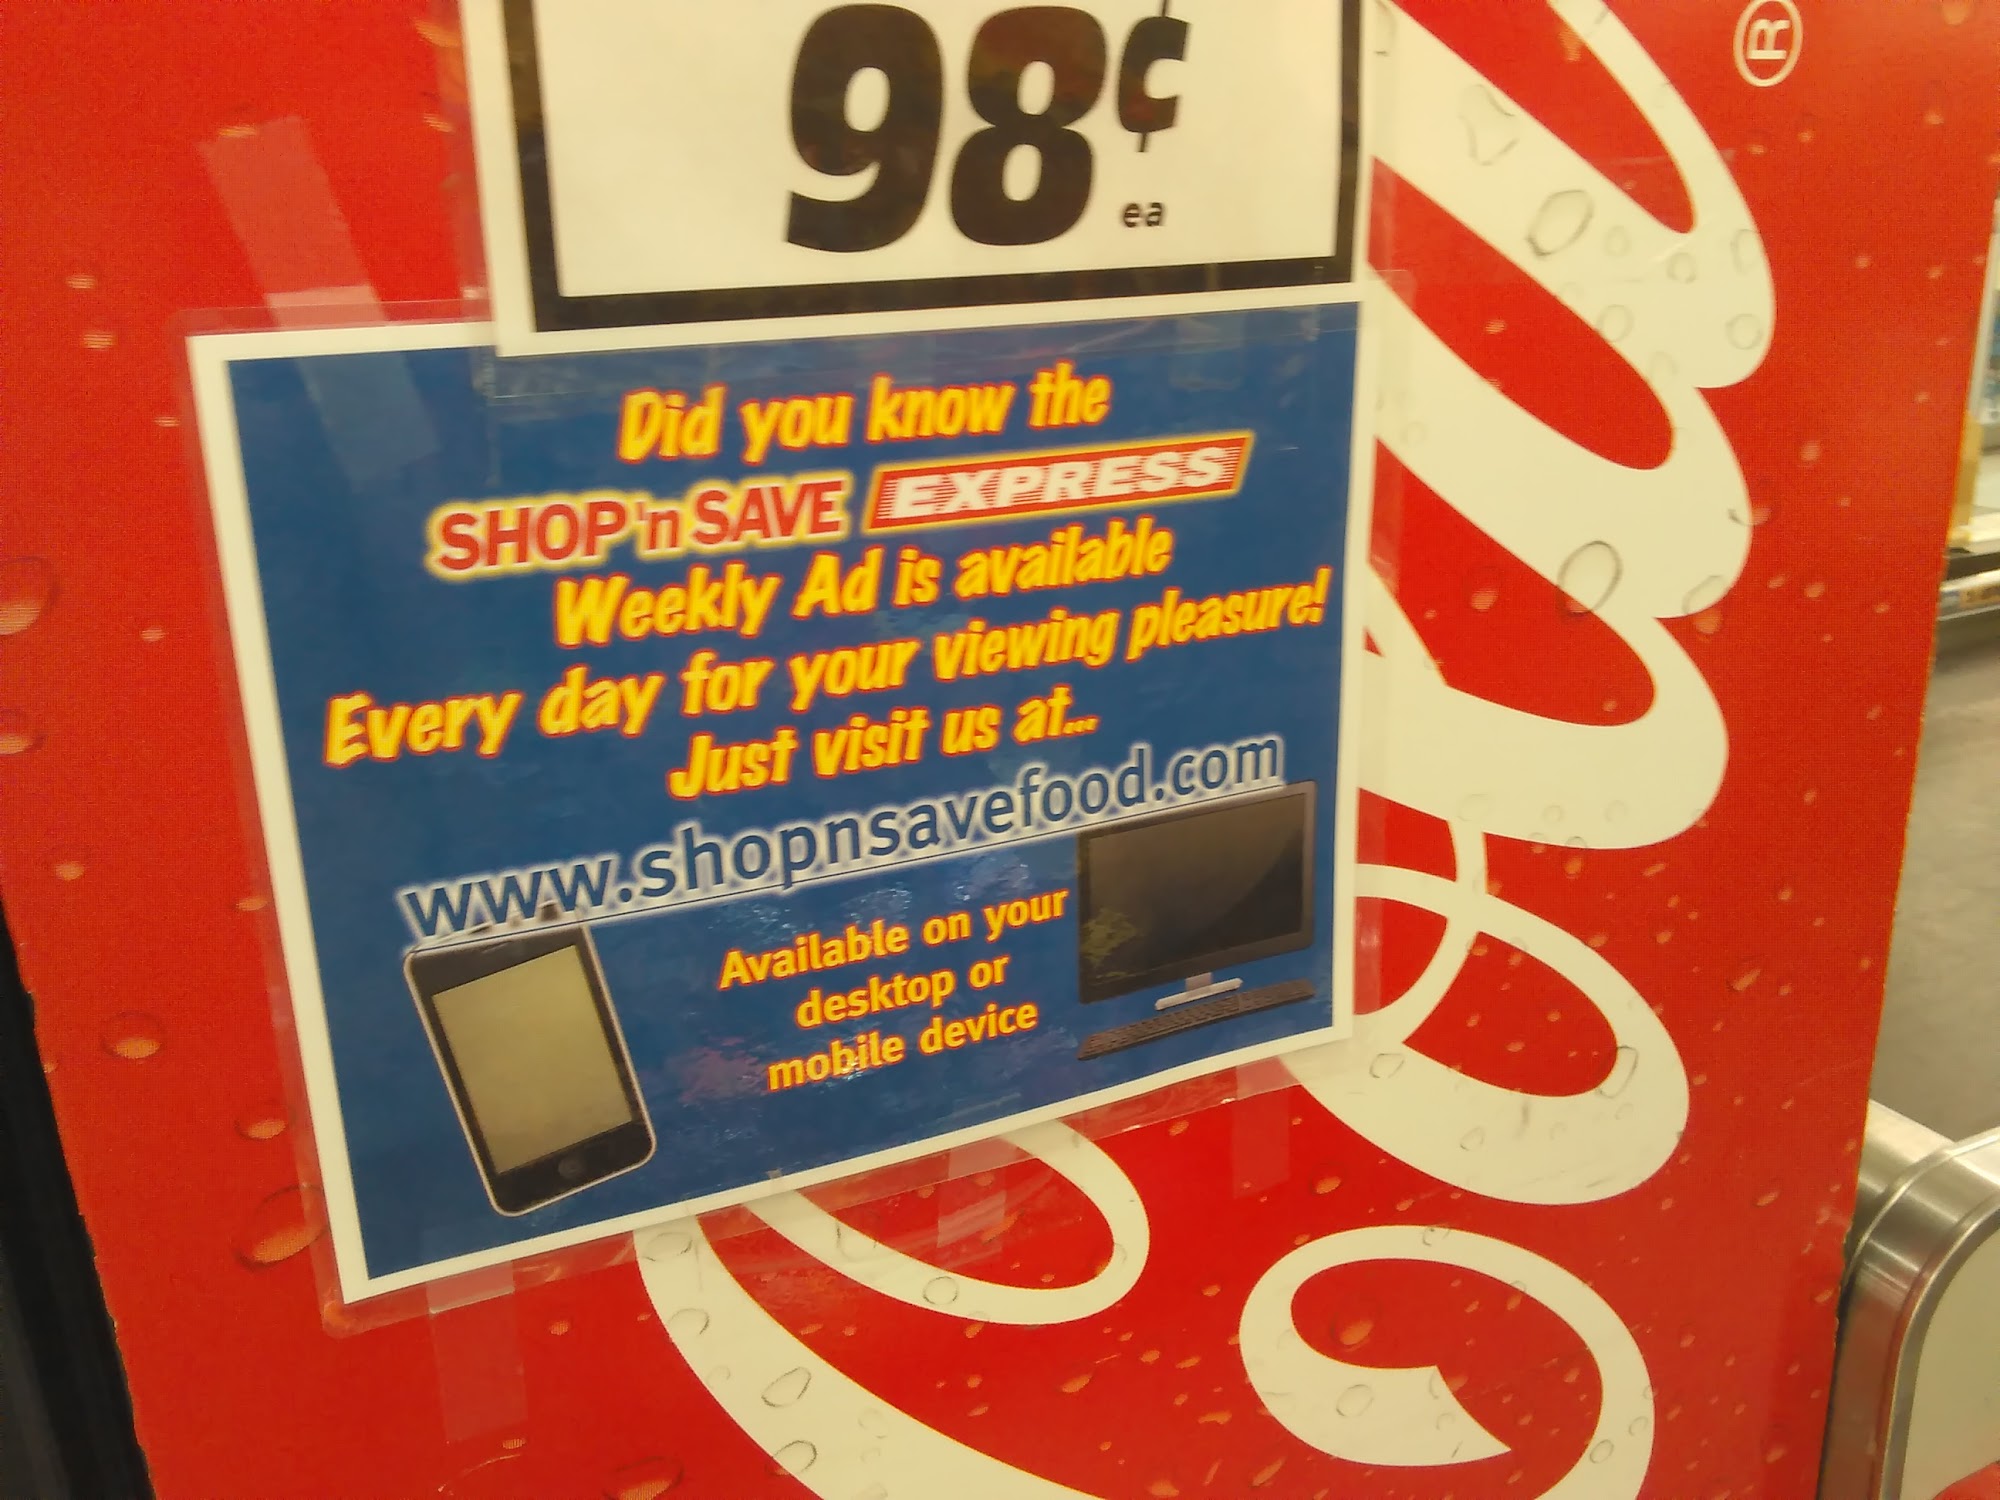 98¢
ea
®
Did you know the
SHOP 'n SAVE EXPRESS
Weekly Ad is available
Every day for your viewing pleasure!
Just visit us at...
www.shopnsavefood.com
Available on your
desktop or
mobile device